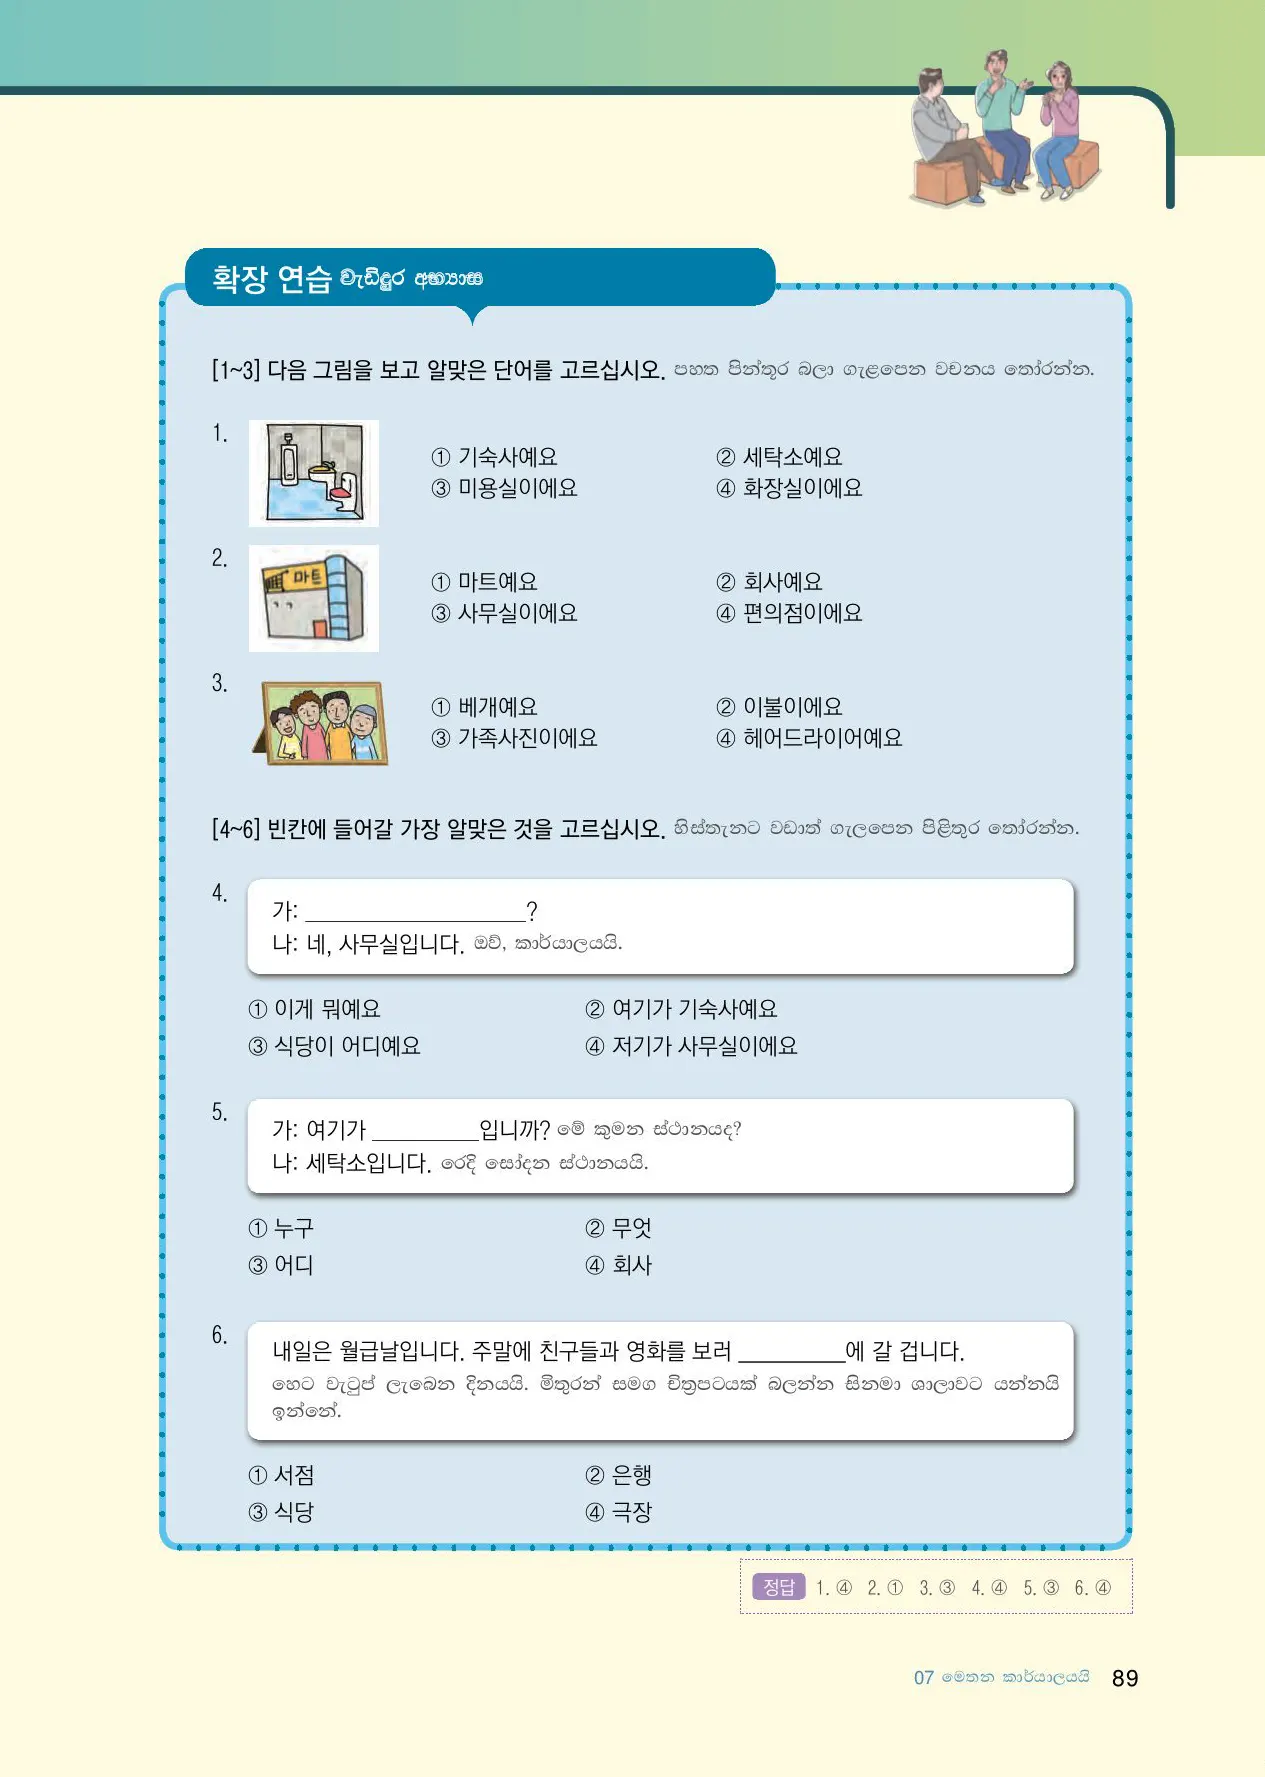 확장 연습 වැඩිදුර අභ්‍යාස
[1~3] 다음 그림을 보고 알맞은 단어를 고르십시오. පහත පින්තූර බලා ගැළපෙන වචනය තෝරන්න.
1.
① 기숙사예요 ② 세탁소예요
③ 미용실이에요 ④ 화장실이에요
2.
마트
① 마트예요 ② 회사예요
③ 사무실이에요 ④ 편의점이에요
3.
① 베개예요 ② 이불이에요
③ 가족사진이에요 ④ 헤어드라이어예요
[4~6] 빈칸에 들어갈 가장 알맞은 것을 고르십시오. හිස්තැනට වඩාත් ගැලපෙන පිළිතුර තෝරන්න.
4.
가: ____________________?
나: 네, 사무실입니다. ඔව්, කාර්යාලයයි.
① 이게 뭐예요 ② 여기가 기숙사예요
③ 식당이 어디예요 ④ 저기가 사무실이에요
5.
가: 여기가 __________입니까? මේ කුමන ස්ථානයද?
나: 세탁소입니다. රෙදි සෝදන ස්ථානයයි.
① 누구 ② 무엇
③ 어디 ④ 회사
6.
내일은 월급날입니다. 주말에 친구들과 영화를 보러 __________에 갈 겁니다.
හෙට වැටුප් ලැබෙන දිනයයි. මිතුරන් සමග චිත්‍රපටයක් බලන්න සිනමා ශාලාවට යන්නයි
ඉන්නේ.
① 서점 ② 은행
③ 식당 ④ 극장
정답 1. ④ 2. ① 3. ③ 4. ④ 5. ③ 6. ④
07 මෙතන කාර්යාලයයි 89